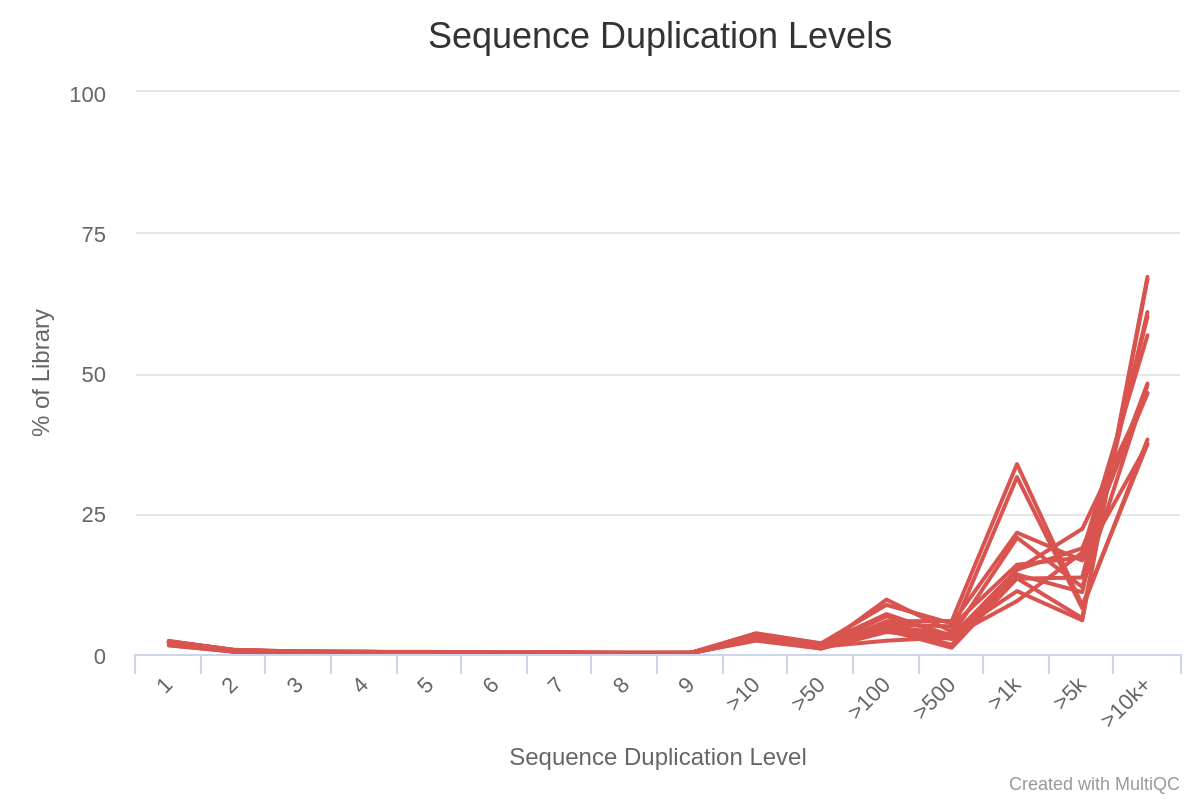 Sequence Duplication Levels
100
75
50
25
0
% of Library
1
2
3
4
5
6
7
8
9
>10
>50
>100
>500
>1k
>5k
>10k+
Sequence Duplication Level
Created with MultiQC